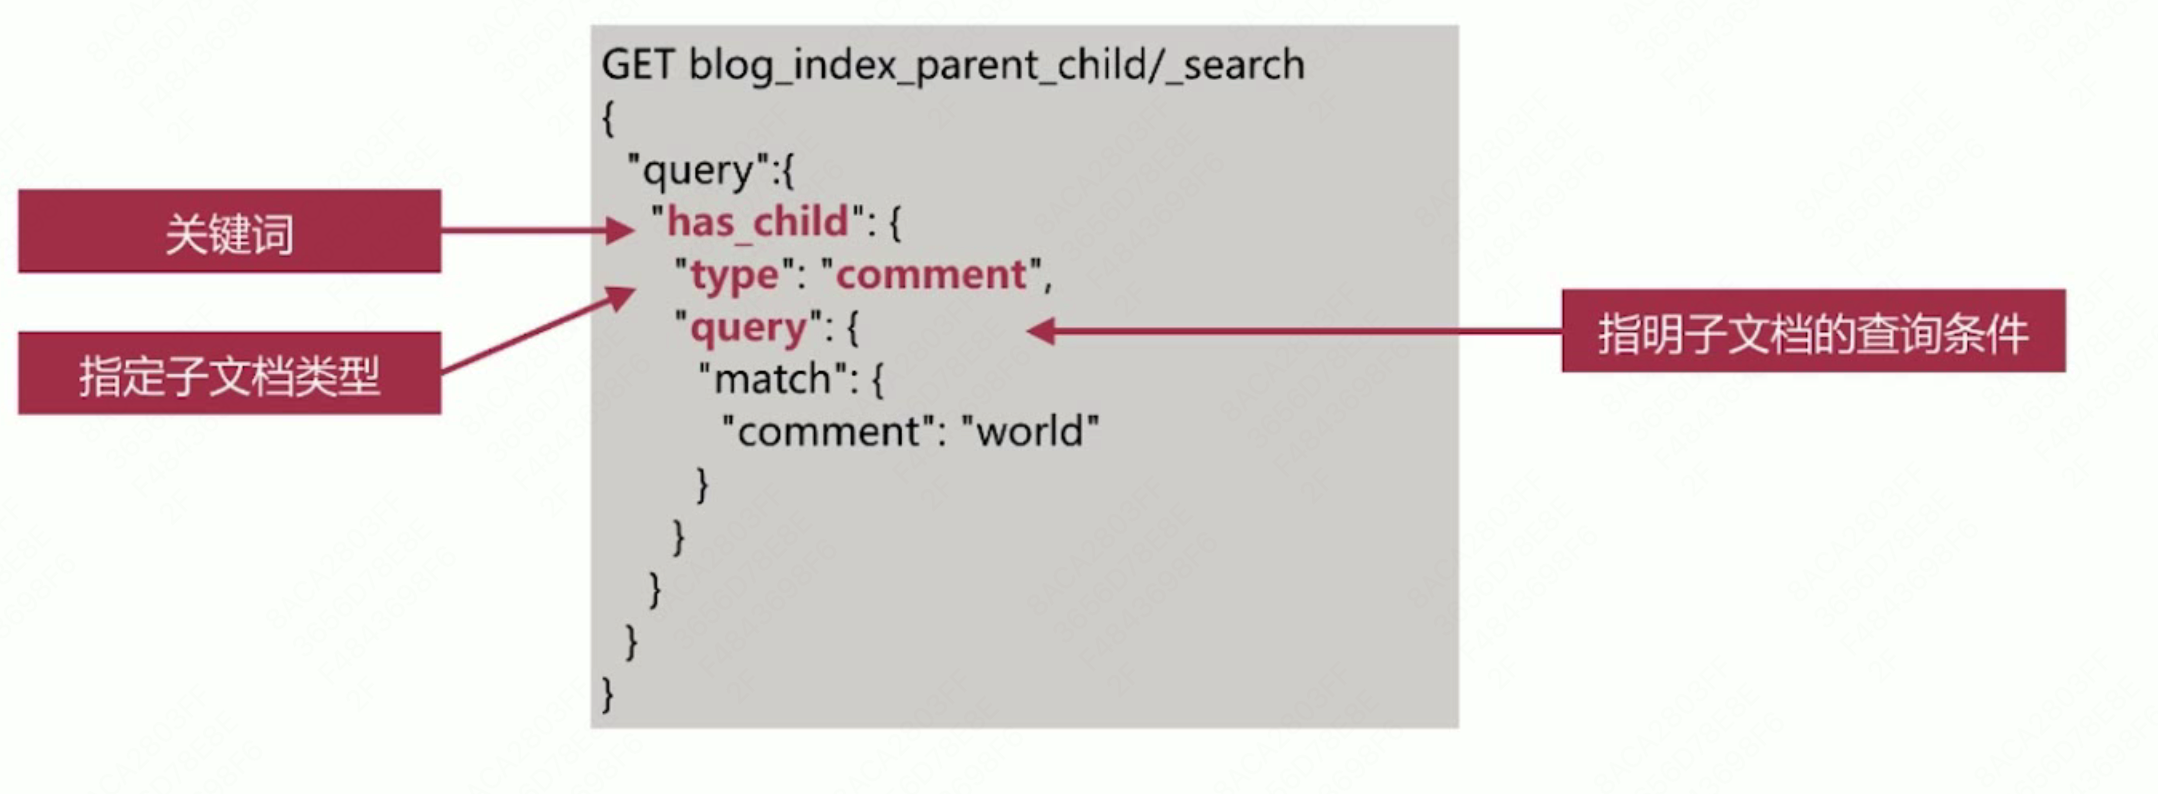 GET blog_index_parent_child/_search
{
"query":{
关键词
"has_child": {
"type": "comment",
指定子文档类型
"query": {
指明子文档的查询条件
"match": {
"comment": "world"
}
}
}
}
}